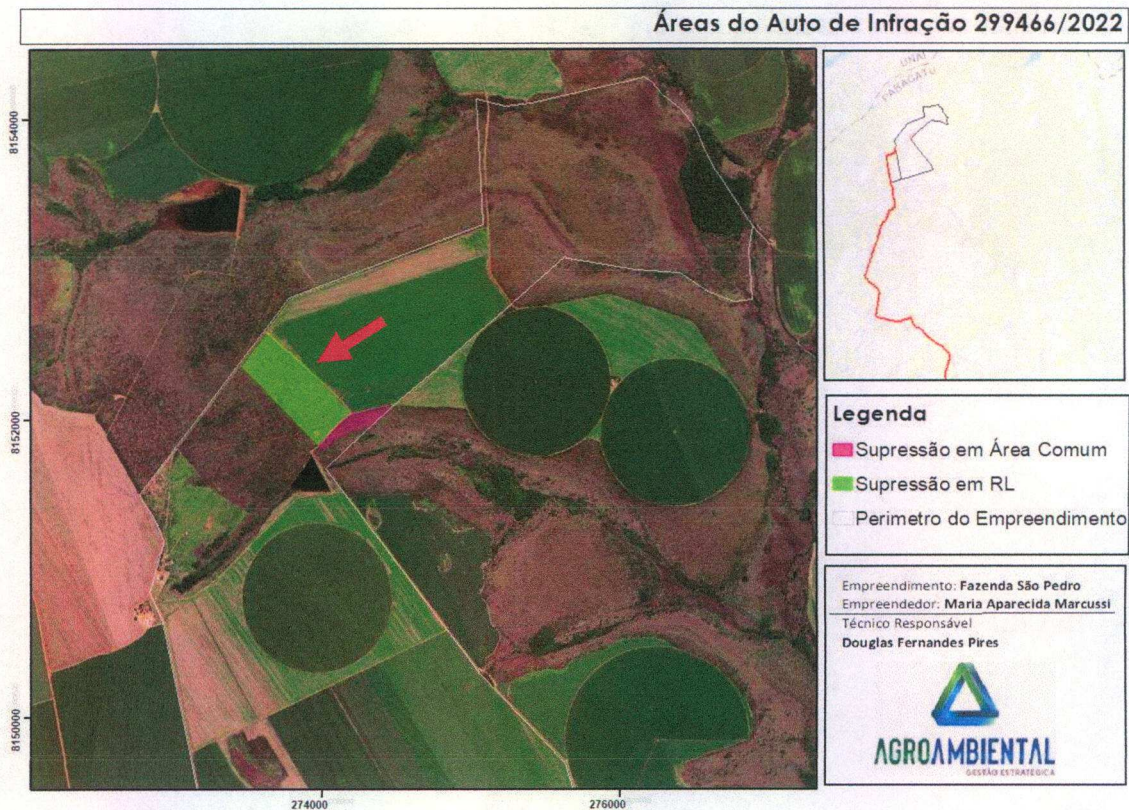 Áreas do Auto de Infração 299466/2022
8154000
8152000
8150000
274000
276000
UNAÍ
PARACATU
Legenda
Supressão em Área Comum
Supressão em RL
Perimetro do Empreendimento
Empreendimento: Fazenda São Pedro
Empreendedor: Maria Aparecida Marcussi
Técnico Responsável
Douglas Fernandes Pires
AGROAMBIENTAL
GESTÃO ESTRATÉGICA